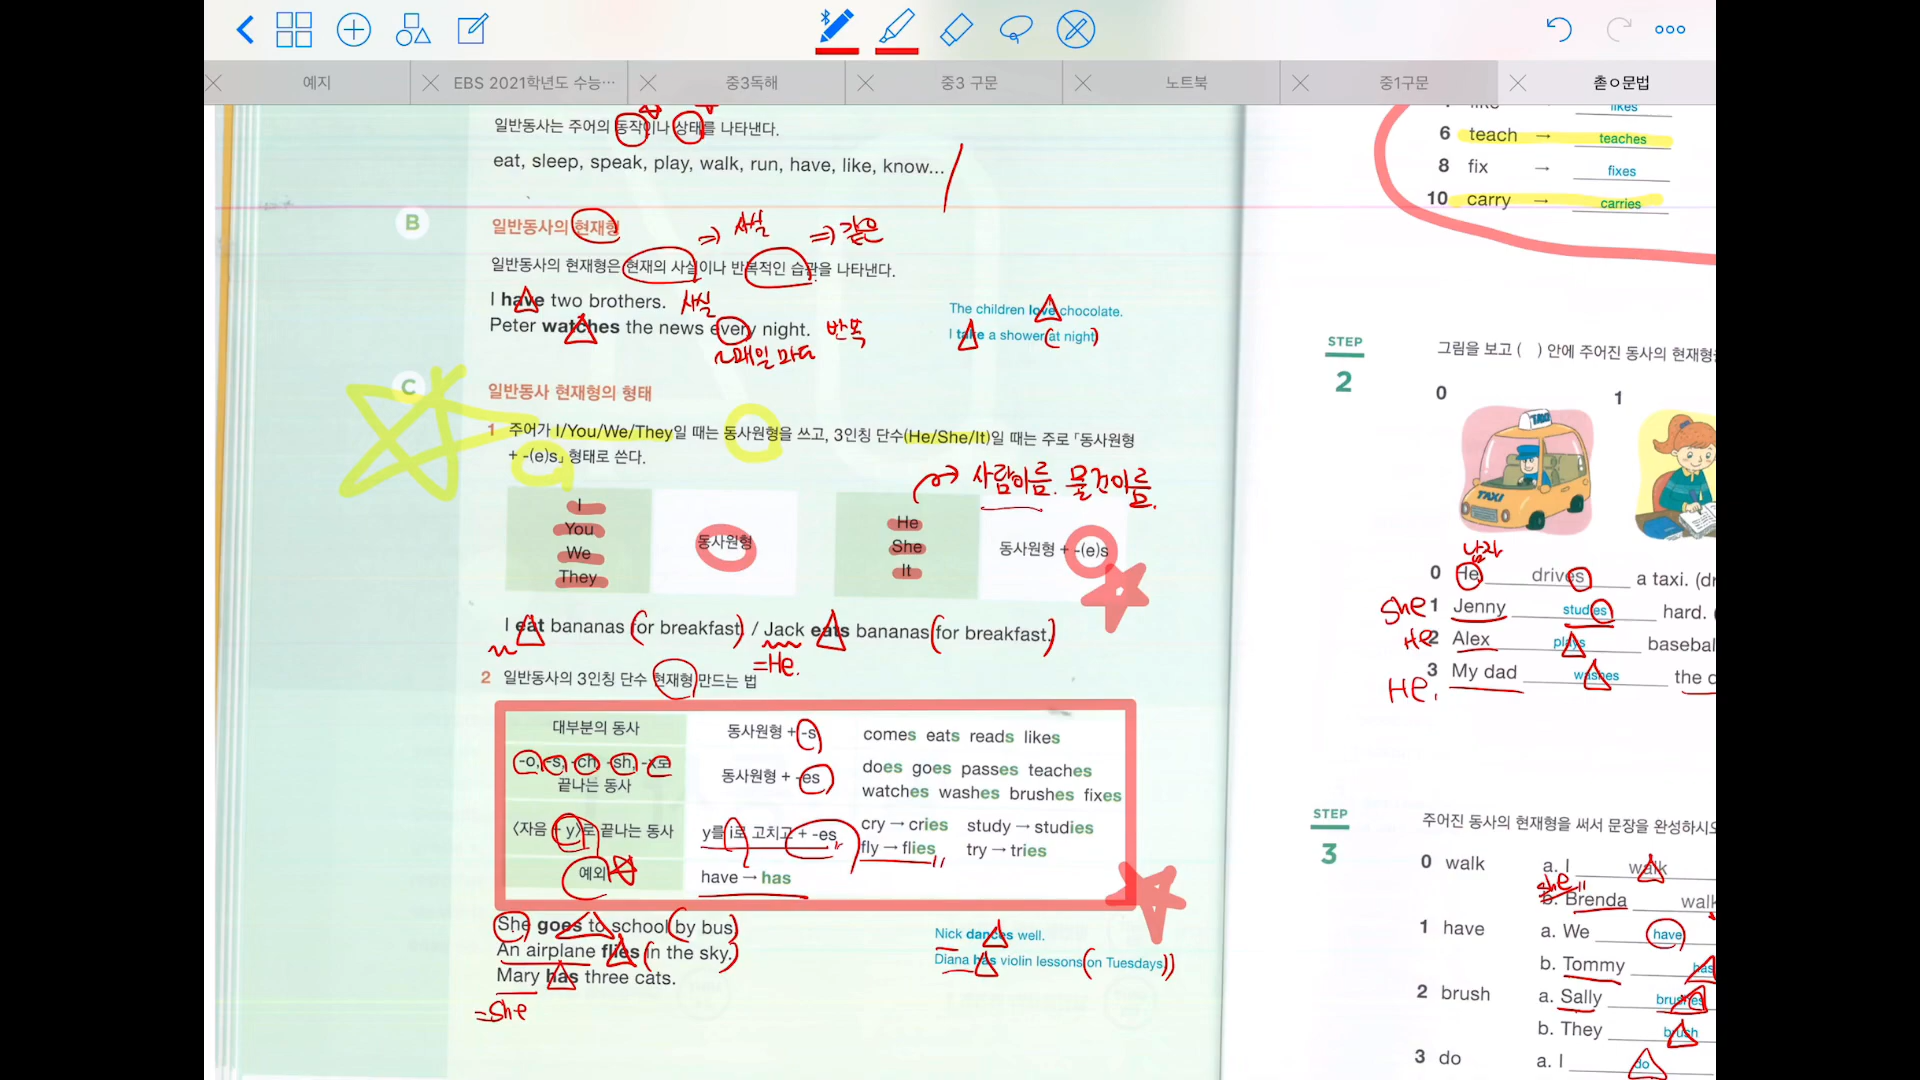 예지
EBS 2021학년도 수능…
중3독해
중3 구문
노트북
중1구문
촏ㅇ문법
일반동사는 주어의 동작이나 상태를 나타낸다.
eat, sleep, speak, play, walk, run, have, like, know...
B
일반동사의 현재형
⇒ 사실 ⇒ 같은
일반동사의 현재형은 현재의 사실이나 반복적인 습관을 나타낸다.
I have two brothers. 사실
Peter watches the news every night. 반복
~매일 마다
The children love chocolate.
I take a shower (at night)
C
일반동사 현재형의 형태
1 주어가 I/You/We/They일 때는 동사원형을 쓰고, 3인칭 단수(He/She/It)일 때는 주로 「동사원형
+ -(e)s」 형태로 쓴다.
→ 사람이름. 물건이름.
I
You
We
They
동사원형
He
She
It
동사원형 + -(e)s
I eat bananas (for breakfast) / Jack eats bananas (for breakfast.)
=He.
2 일반동사의 3인칭 단수 현재형 만드는 법
대부분의 동사
동사원형 + -s
comes eats reads likes
-o, -s, -ch, -sh, -x로
끝나는 동사
동사원형 + -es
does goes passes teaches
watches washes brushes fixes
〈자음 + y〉로 끝나는 동사
y를 i로 고치고 + -es
cry → cries study → studies
fly → flies try → tries
예외
have → has
She goes to school (by bus)
An airplane flies (in the sky.)
Mary has three cats.
=She
Nick dances well.
Diana has violin lessons (on Tuesdays)
like likes
6 teach → teaches
8 fix → fixes
10 carry → carries
STEP
2
그림을 보고 ( ) 안에 주어진 동사의 현재형을
0
1
TAXI
TAXI
남자
0 He drives a taxi. (dr
She 1 Jenny studies hard. (
He 2 Alex plays baseball
He. 3 My dad washes the c
STEP
3
주어진 동사의 현재형을 써서 문장을 완성하시오
0 walk a. I walk
she
b. Brenda walk
1 have a. We have
b. Tommy has
2 brush a. Sally brushes
b. They brush
3 do a. I do